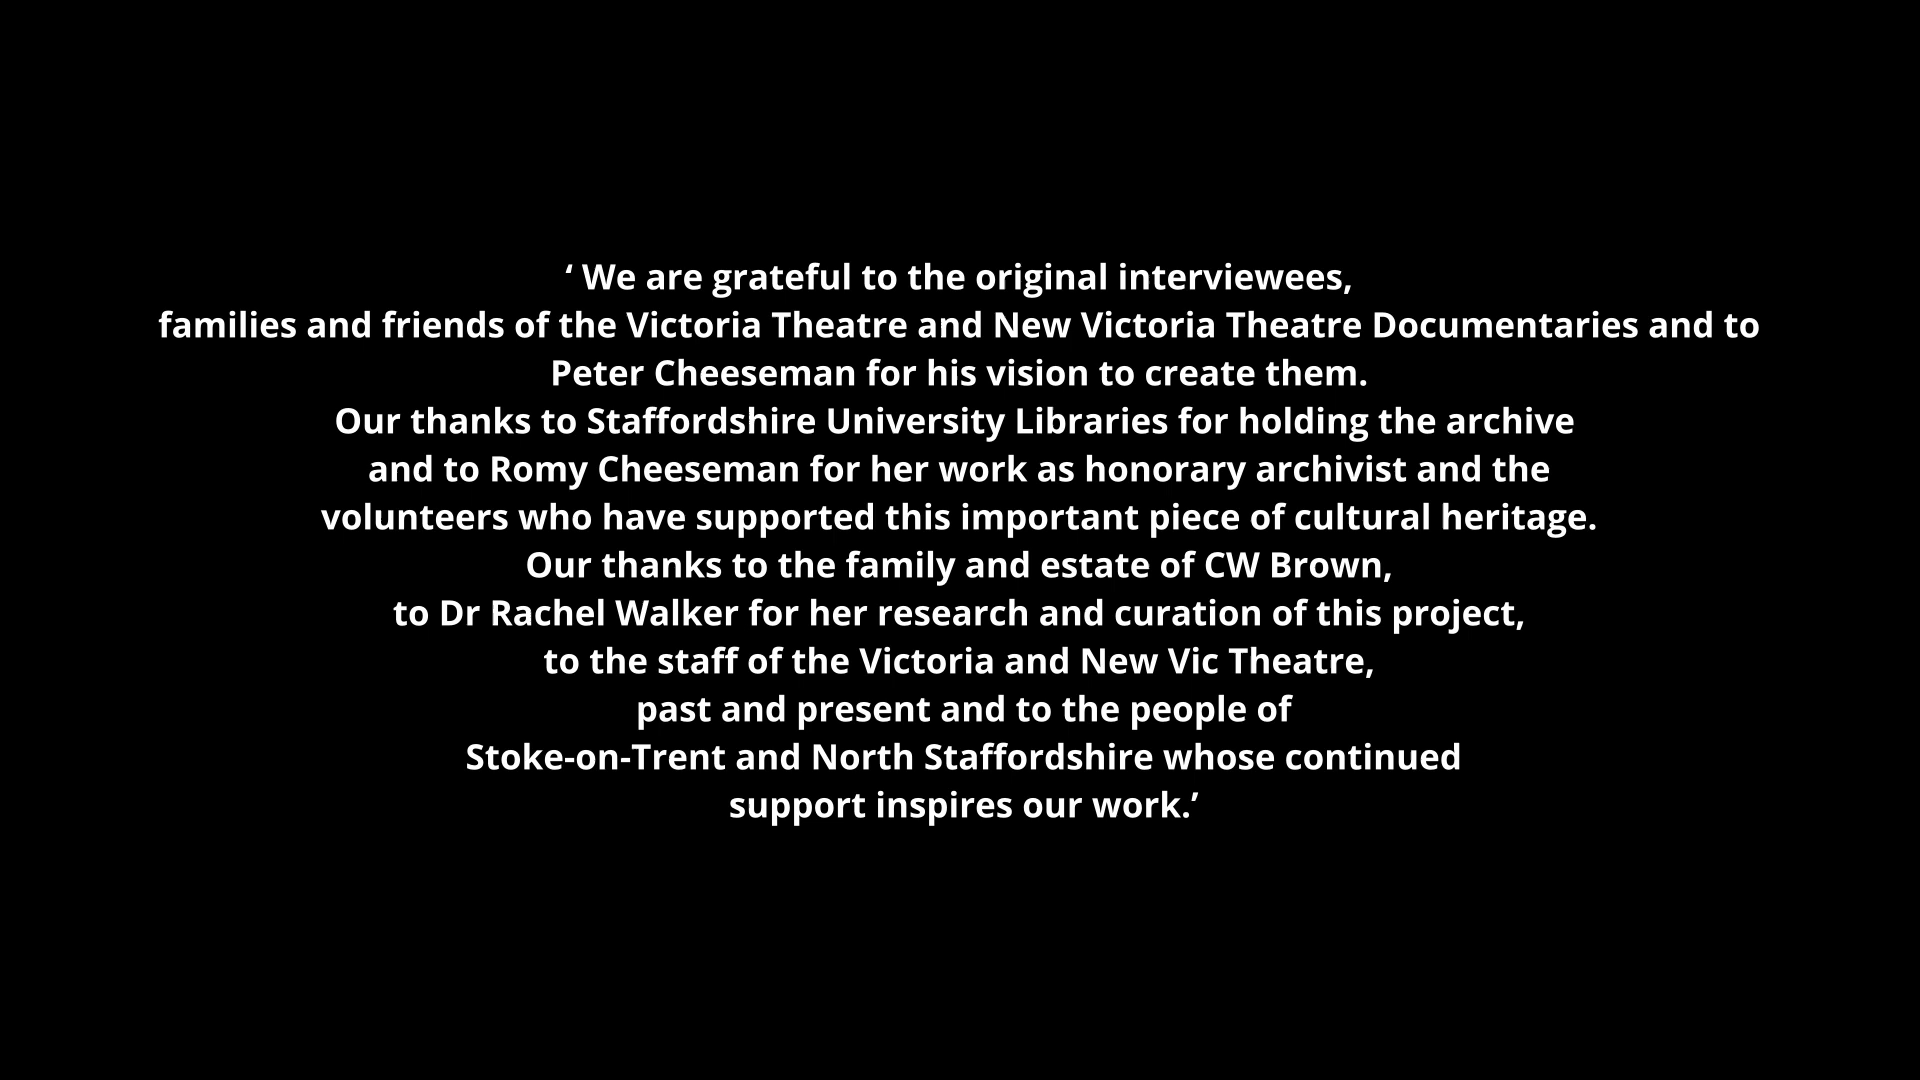 ‘ We are grateful to the original interviewees,
families and friends of the Victoria Theatre and New Victoria Theatre Documentaries and to
Peter Cheeseman for his vision to create them.
Our thanks to Staffordshire University Libraries for holding the archive
and to Romy Cheeseman for her work as honorary archivist and the
volunteers who have supported this important piece of cultural heritage.
Our thanks to the family and estate of CW Brown,
to Dr Rachel Walker for her research and curation of this project,
to the staff of the Victoria and New Vic Theatre,
past and present and to the people of
Stoke-on-Trent and North Staffordshire whose continued
support inspires our work.’